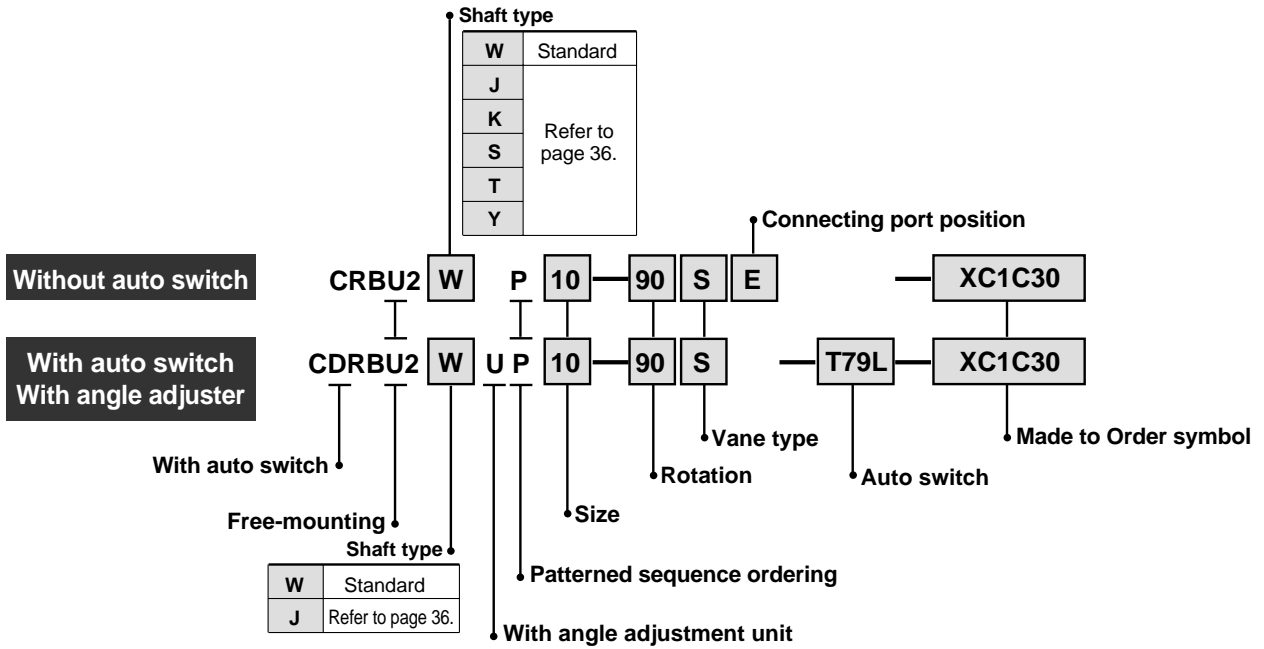 Shaft type
W Standard
J
K
S
T
Y
Refer to
page 36.
Connecting port position
Without auto switch CRBU2 W P 10 — 90 S E — XC1C30
With auto switch
With angle adjuster
CDRBU2 W U P 10 — 90 S — T79L — XC1C30
Vane type
Made to Order symbol
With auto switch
Rotation
Auto switch
Free-mounting
Size
Shaft type
W Standard
J Refer to page 36.
Patterned sequence ordering
With angle adjustment unit